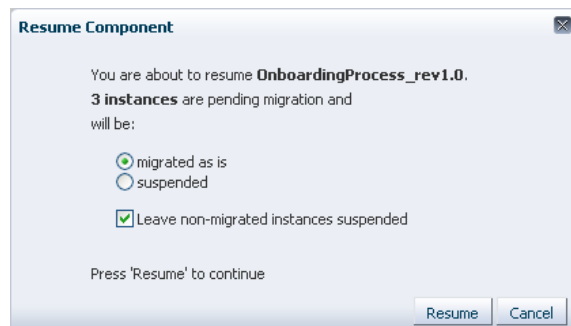 Resume Component
You are about to resume OnboardingProcess_rev1.0.
3 instances are pending migration and
will be:
migrated as is
suspended
Leave non-migrated instances suspended
Press 'Resume' to continue
Resume Cancel